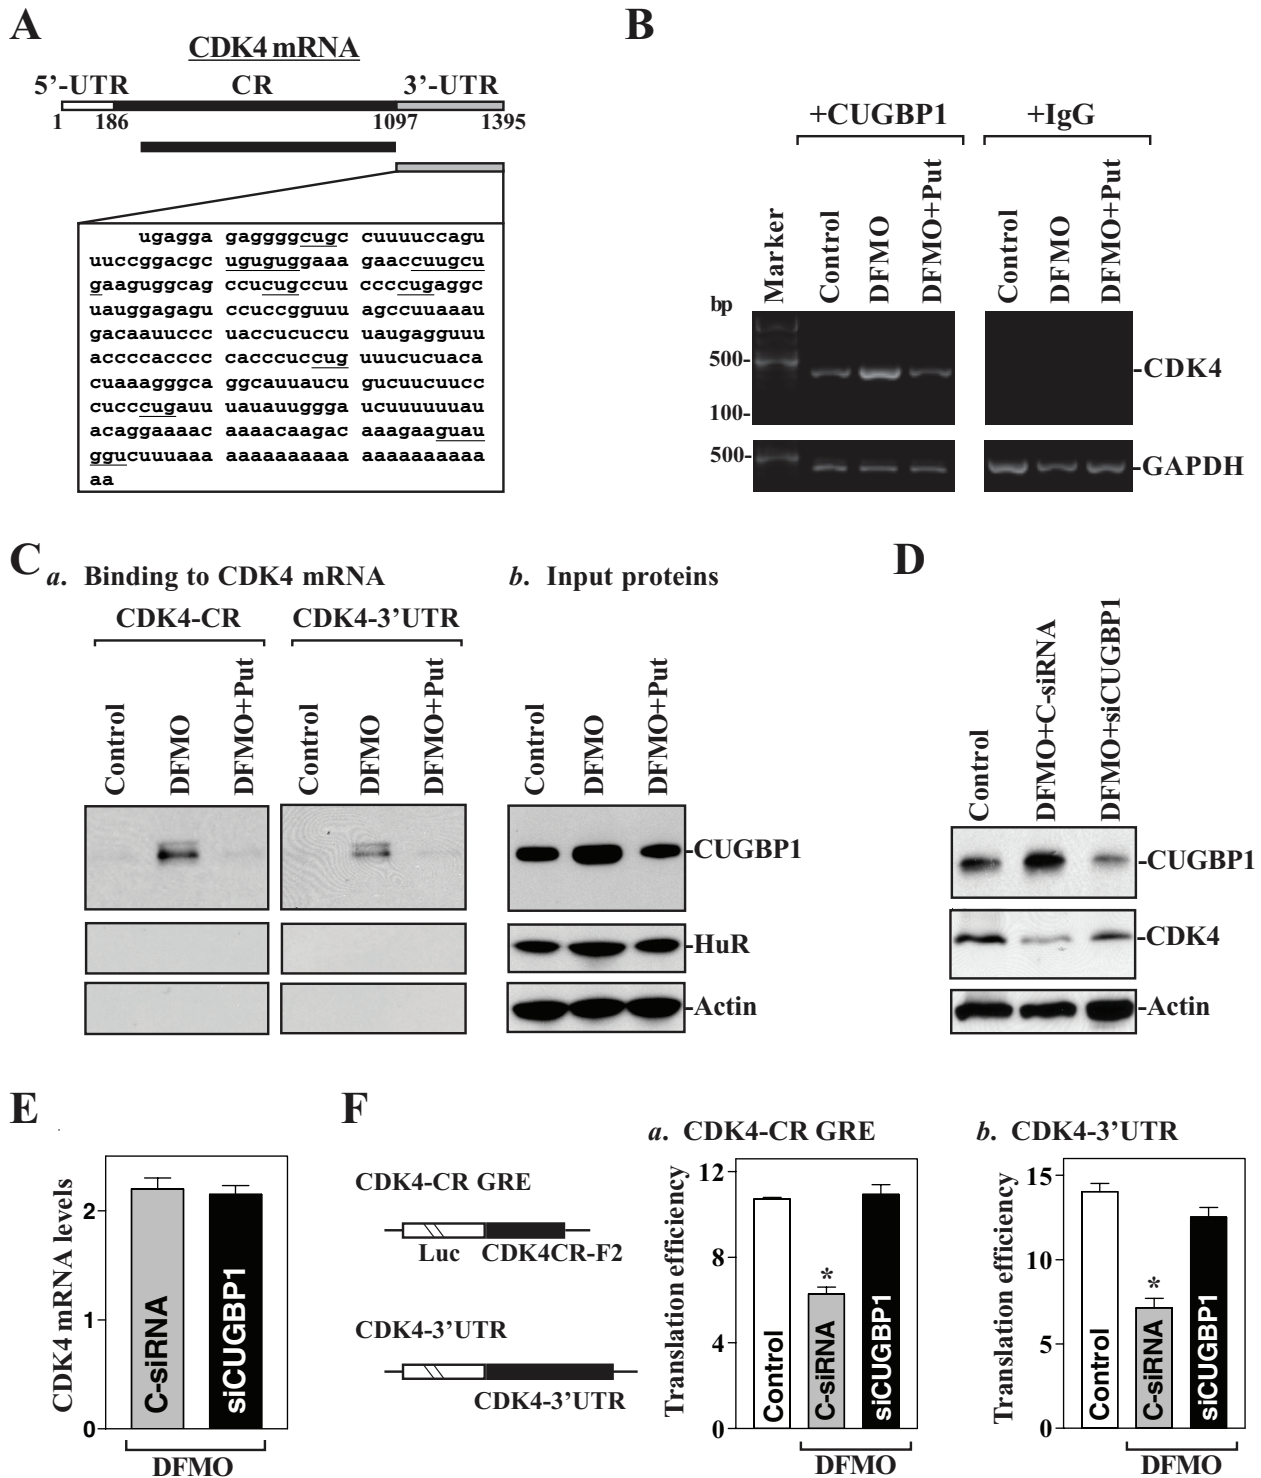 A
CDK4 mRNA
5'-UTR CR 3'-UTR
1 186 1097 1395
ugagga gaggggcugc cuuuuccagu
uuccggacgc uguguggaaa gaaccuugcu
gaaguggcag ccucugccuu ccccugaggc
uauggagagu ccuccgguuu agccuuaaau
gacaauuccc uaccucuccu uaugagguuu
accccacccc cacccuccug uuucucuaca
cuaaagggca ggcauuaucu gucuucuucc
cucccugauu uauauuggga ucuuuuuuau
acaggaaaac aaaacaagac aaagaaguau
ggucuuuaaa aaaaaaaaaa aaaaaaaaaa
aa
B
+CUGBP1 +IgG
Marker Control DFMO DFMO+Put Control DFMO DFMO+Put
bp
500-
-CDK4
100-
500-
-GAPDH
C
a. Binding to CDK4 mRNA
b. Input proteins
CDK4-CR CDK4-3'UTR
Control DFMO DFMO+Put Control DFMO DFMO+Put Control DFMO DFMO+Put
-CUGBP1
-HuR
-Actin
D
Control DFMO+C-siRNA DFMO+siCUGBP1
-CUGBP1
-CDK4
-Actin
E
CDK4 mRNA levels
2
1
0
C-siRNA siCUGBP1
DFMO
F
CDK4-CR GRE
Luc CDK4CR-F2
CDK4-3'UTR
CDK4-3'UTR
a. CDK4-CR GRE
Translation efficiency
12
8
4
0
*
Control C-siRNA siCUGBP1
DFMO
b. CDK4-3'UTR
Translation efficiency
15
10
5
0
*
Control C-siRNA siCUGBP1
DFMO